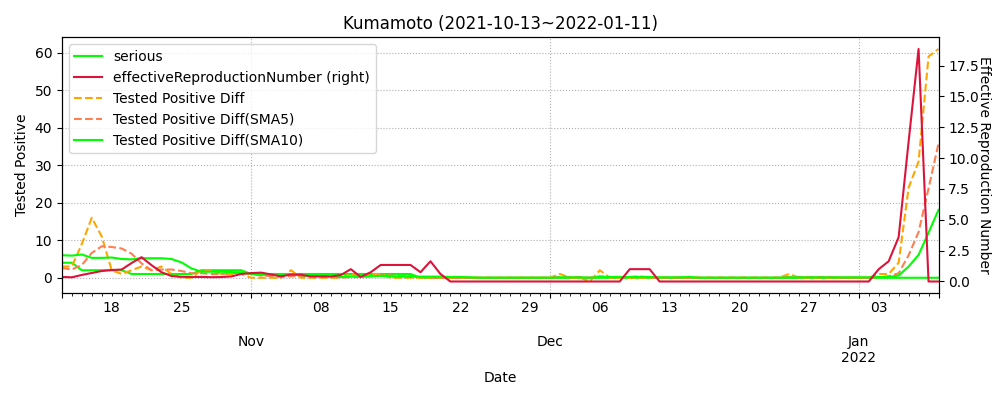 Kumamoto (2021-10-13~2022-01-11)
serious
effectiveReproductionNumber (right)
Tested Positive Diff
Tested Positive Diff(SMA5)
Tested Positive Diff(SMA10)
Tested Positive
60
50
40
30
20
10
0
Effective Reproduction Number
17.5
15.0
12.5
10.0
7.5
5.0
2.5
0.0
18 25 08 15 22 29 06 13 20 27 03
Nov Dec Jan
2022
Date